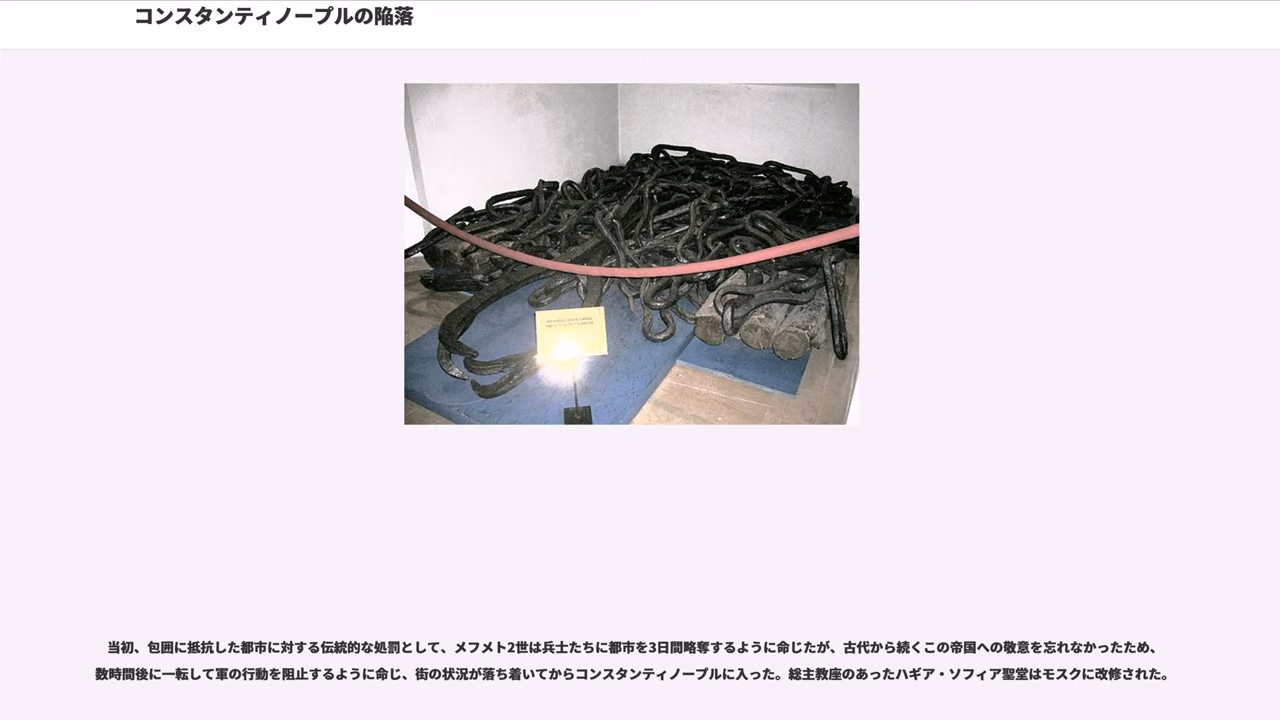 コンスタンティノープルの陥落
当初、包囲に抵抗した都市に対する伝統的な処罰として、メフメト2世は兵士たちに都市を3日間略奪するように命じたが、古代から続くこの帝国への敬意を忘れなかったため、
数時間後に一転して軍の行動を阻止するように命じ、街の状況が落ち着いてからコンスタンティノープルに入った。総主教座のあったハギア・ソフィア聖堂はモスクに改修された。